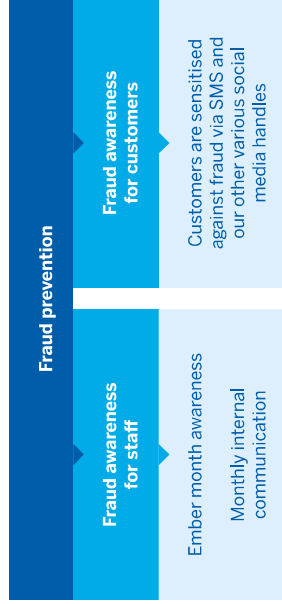 Fraud prevention
Fraud awareness
for staff
Ember month awareness
Monthly internal
communication
Fraud awareness
for customers
Customers are sensitised
against fraud via SMS and
our other various social
media handles